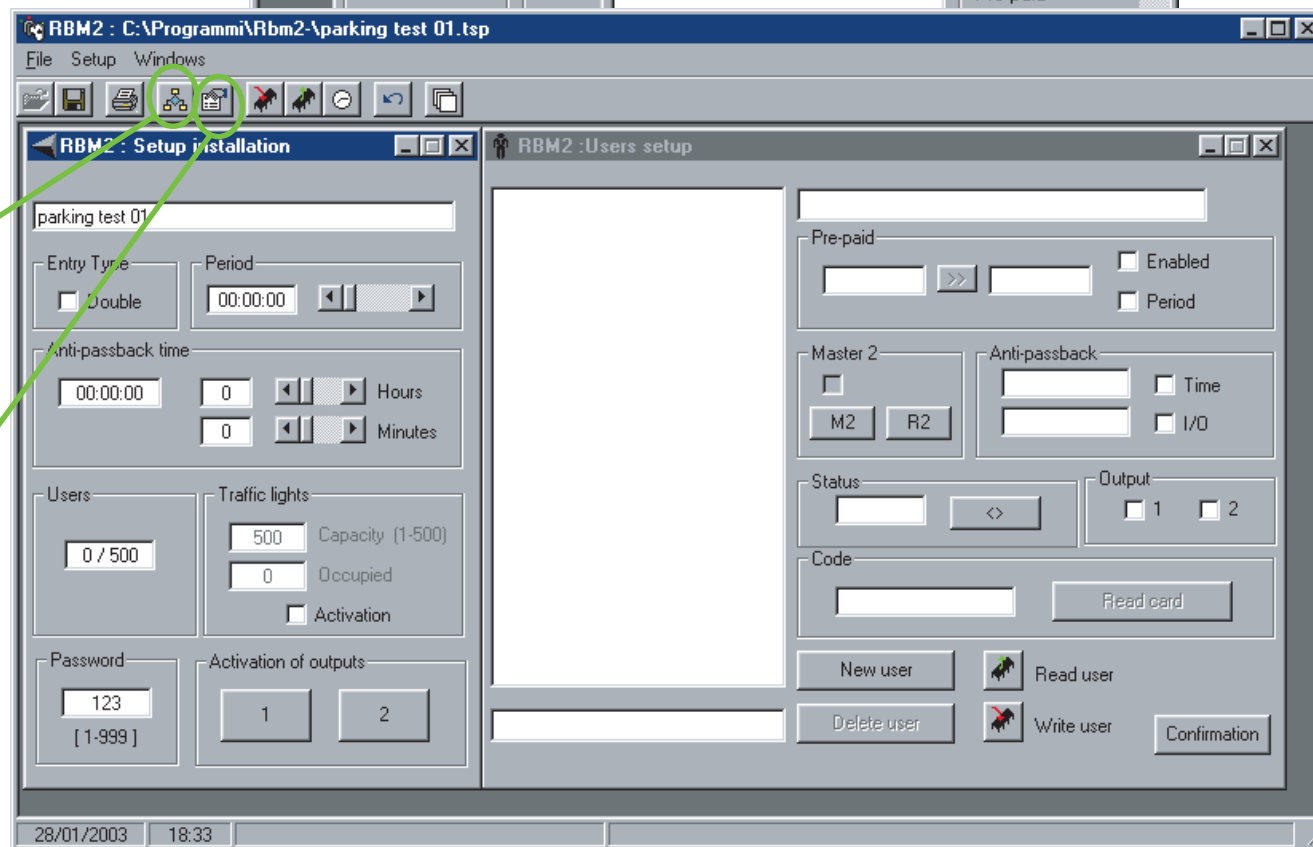 Pre-paid
RBM2 : C:\Programmi\Rbm2-\parking test 01.tsp
File Setup Windows
RBM2 : Setup installation
parking test 01
Entry Type
Double
Period
00:00:00
Anti-passback time
00:00:00
0
Hours
0
Minutes
Users
0 / 500
Traffic lights
500
Capacity (1-500)
0
Occupied
Activation
Password
123
[ 1-999 ]
Activation of outputs
1
2
RBM2 :Users setup
Pre-paid
>>
Enabled
Period
Master 2
M2
R2
Anti-passback
Time
I/O
Status
<>
Output
1
2
Code
Read card
New user
Read user
Delete user
Write user
Confirmation
28/01/2003
18:33